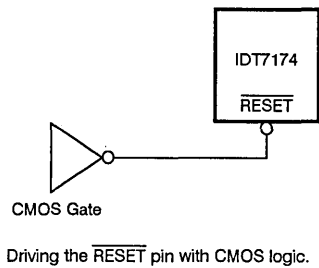 IDT7174
RESET
CMOS Gate
Driving the RESET pin with CMOS logic.